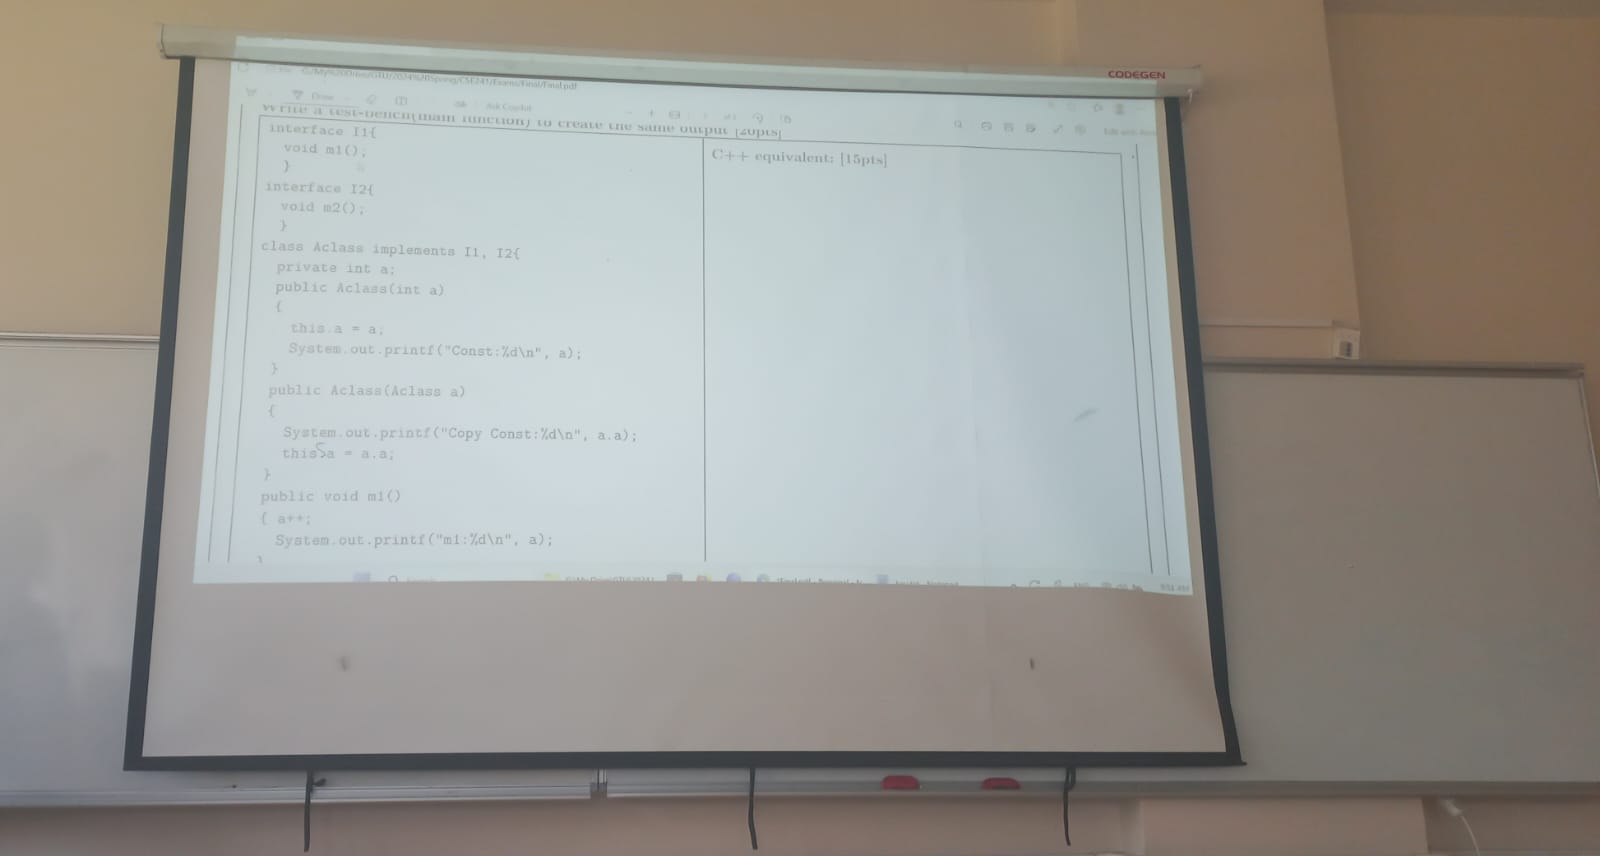 CODEGEN
G:/My%20Drive/GTU/2024%20Spring/CSE241/Exams/Final/Final.pdf
Draw
Ask Copilot
Write a test-bench(main function) to create the same output [20pts]
interface I1{
void m1();
}
interface I2{
void m2();
}
class Aclass implements I1, I2{
private int a;
public Aclass(int a)
{
this.a = a;
System.out.printf("Const:%d\n", a);
}
public Aclass(Aclass a)
{
System.out.printf("Copy Const:%d\n", a.a);
this.a = a.a;
}
public void m1()
{ a++;
System.out.printf("m1:%d\n", a);
}
C++ equivalent: [15pts]